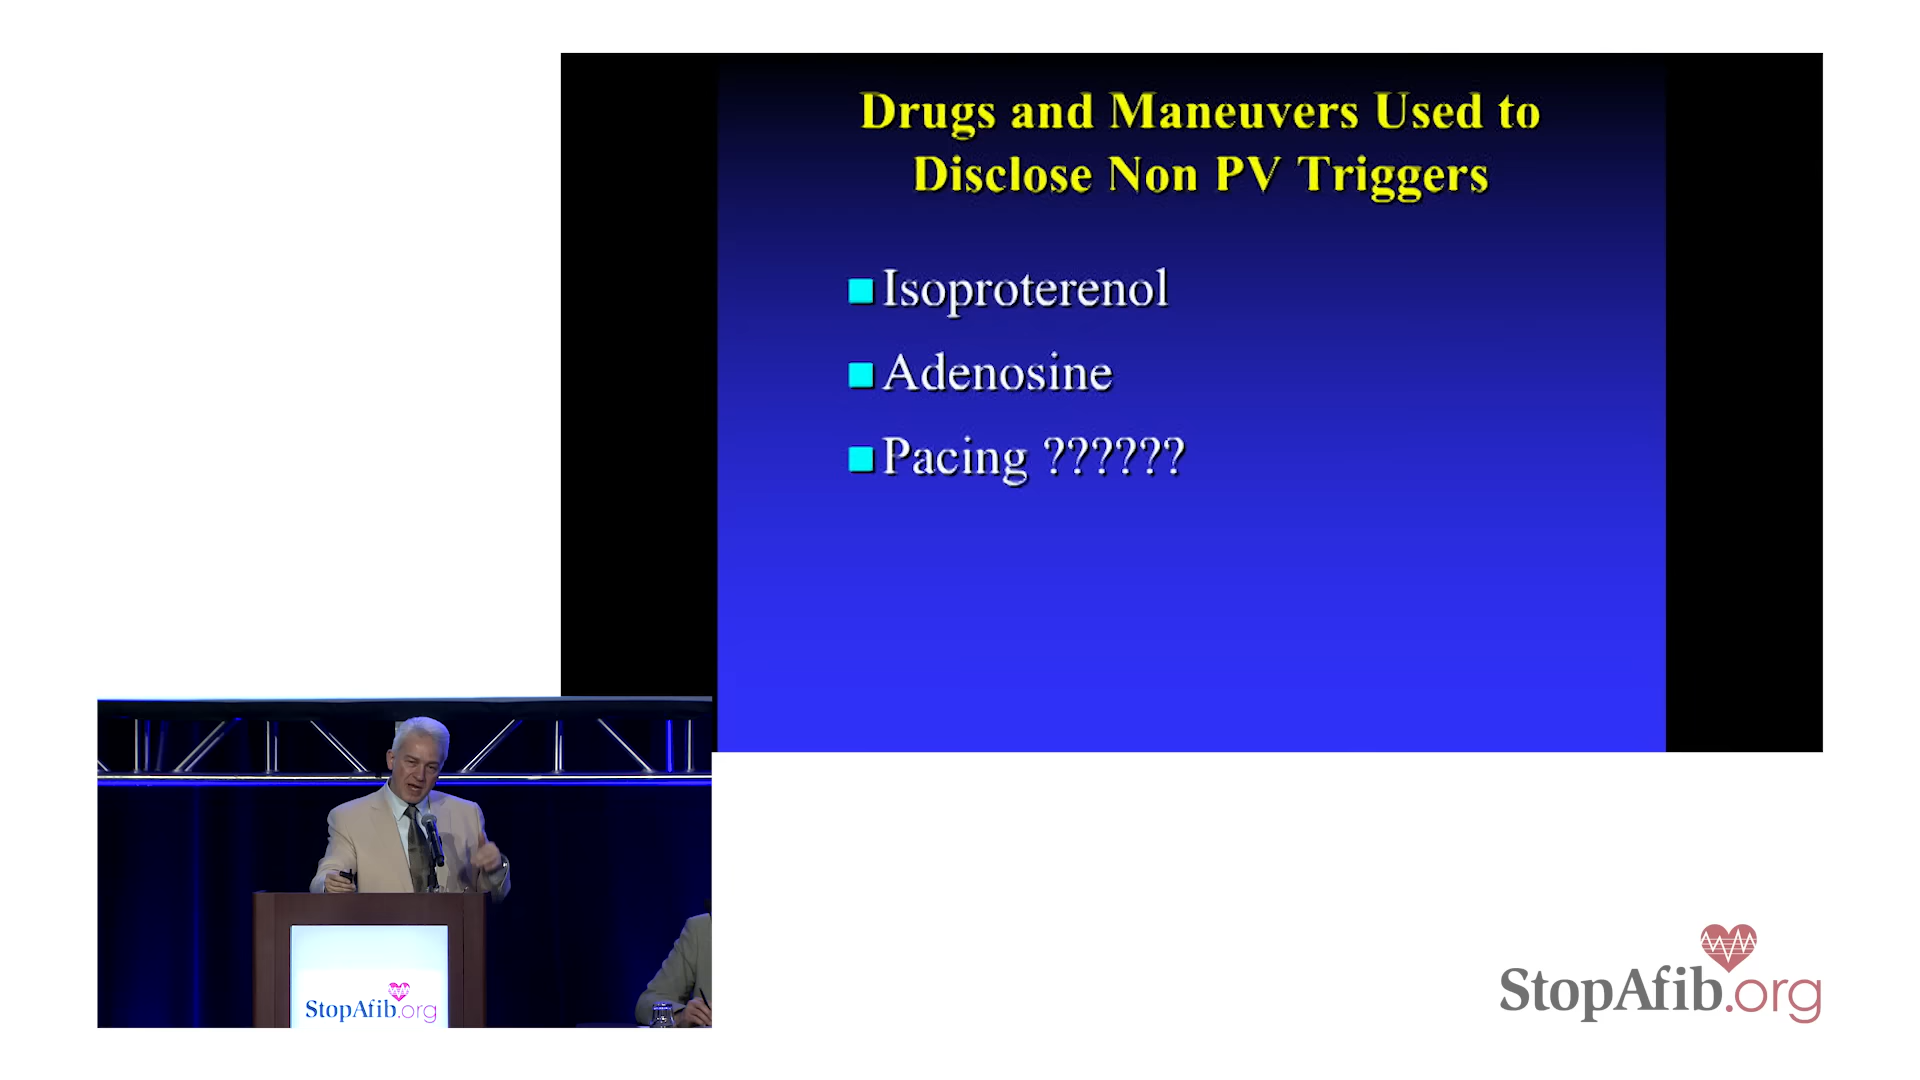 Drugs and Maneuvers Used to
Disclose Non PV Triggers
Isoproterenol
Adenosine
Pacing ??????
StopAfib.org
StopAfib.org